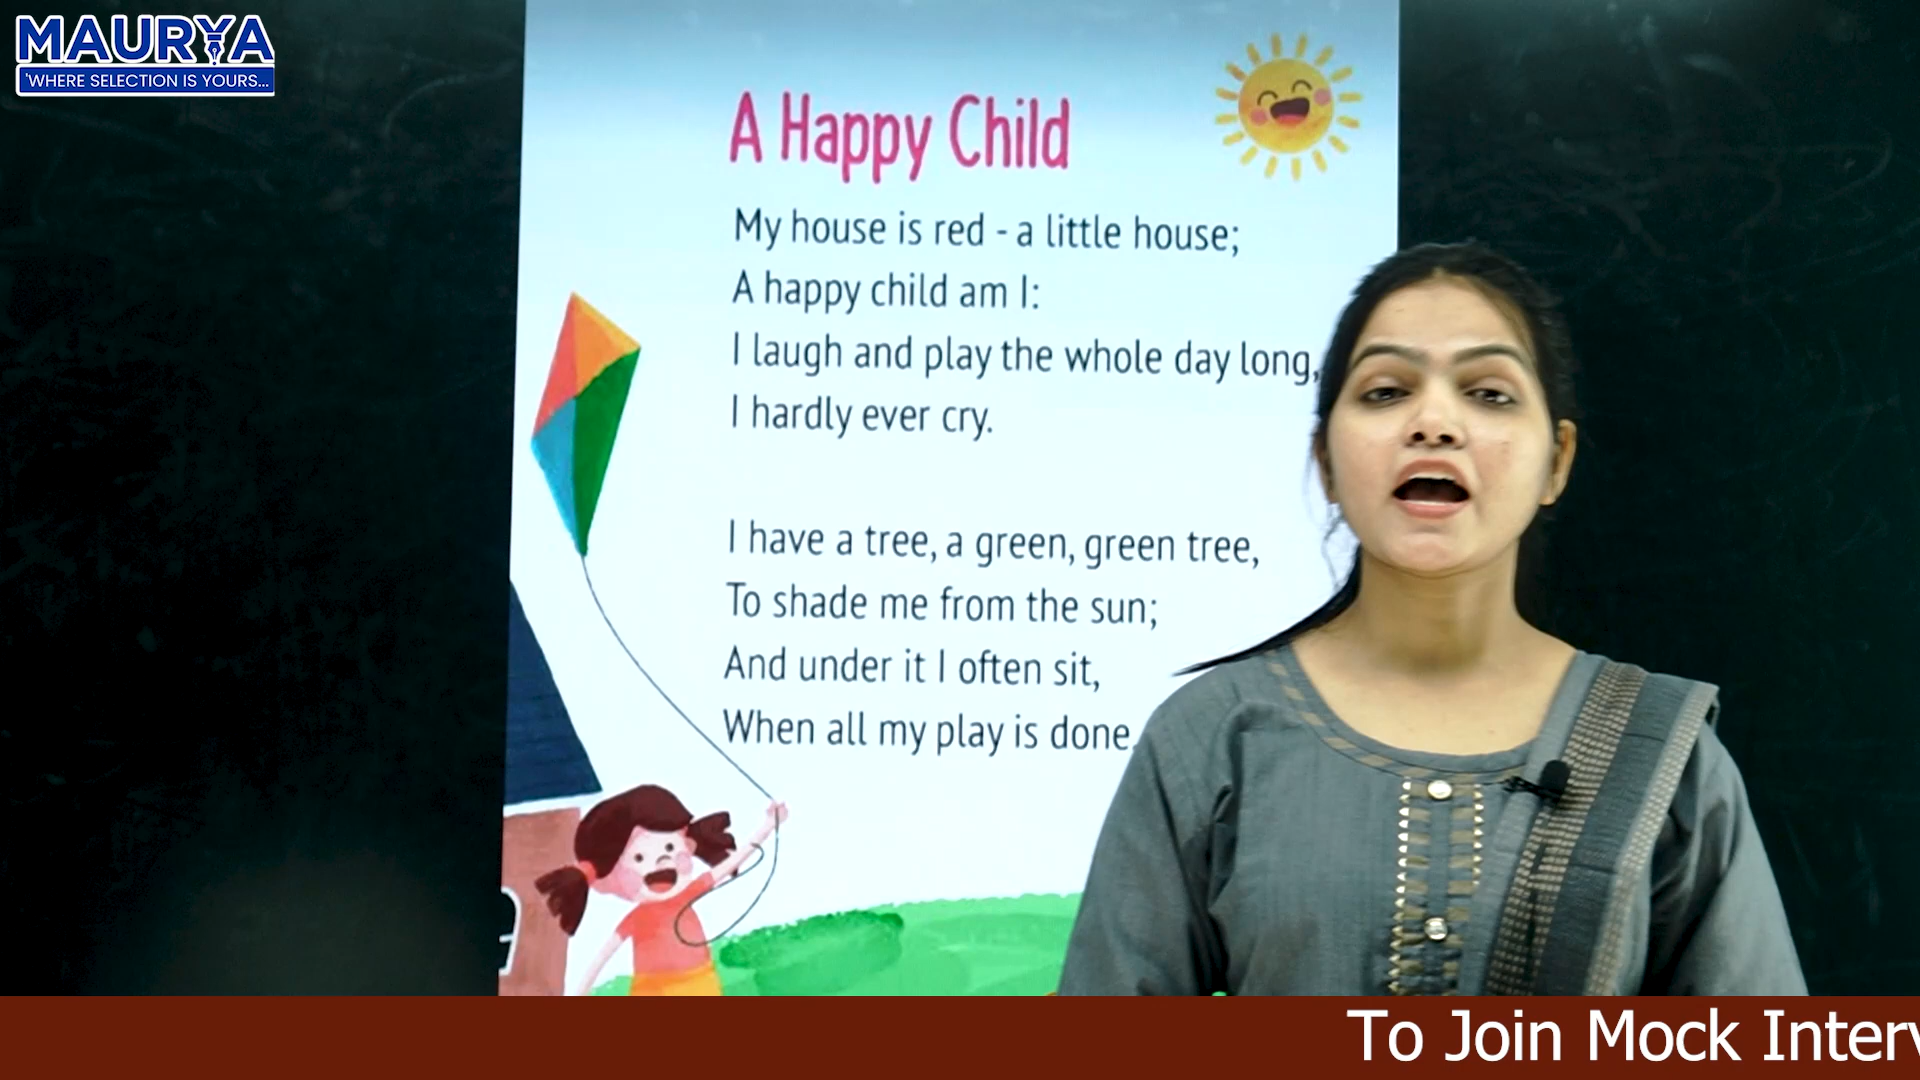 MAURYA
'WHERE SELECTION IS YOURS...
A Happy Child
My house is red - a little house;
A happy child am I:
I laugh and play the whole day long,
I hardly ever cry.
I have a tree, a green, green tree,
To shade me from the sun;
And under it I often sit,
When all my play is done.
To Join Mock